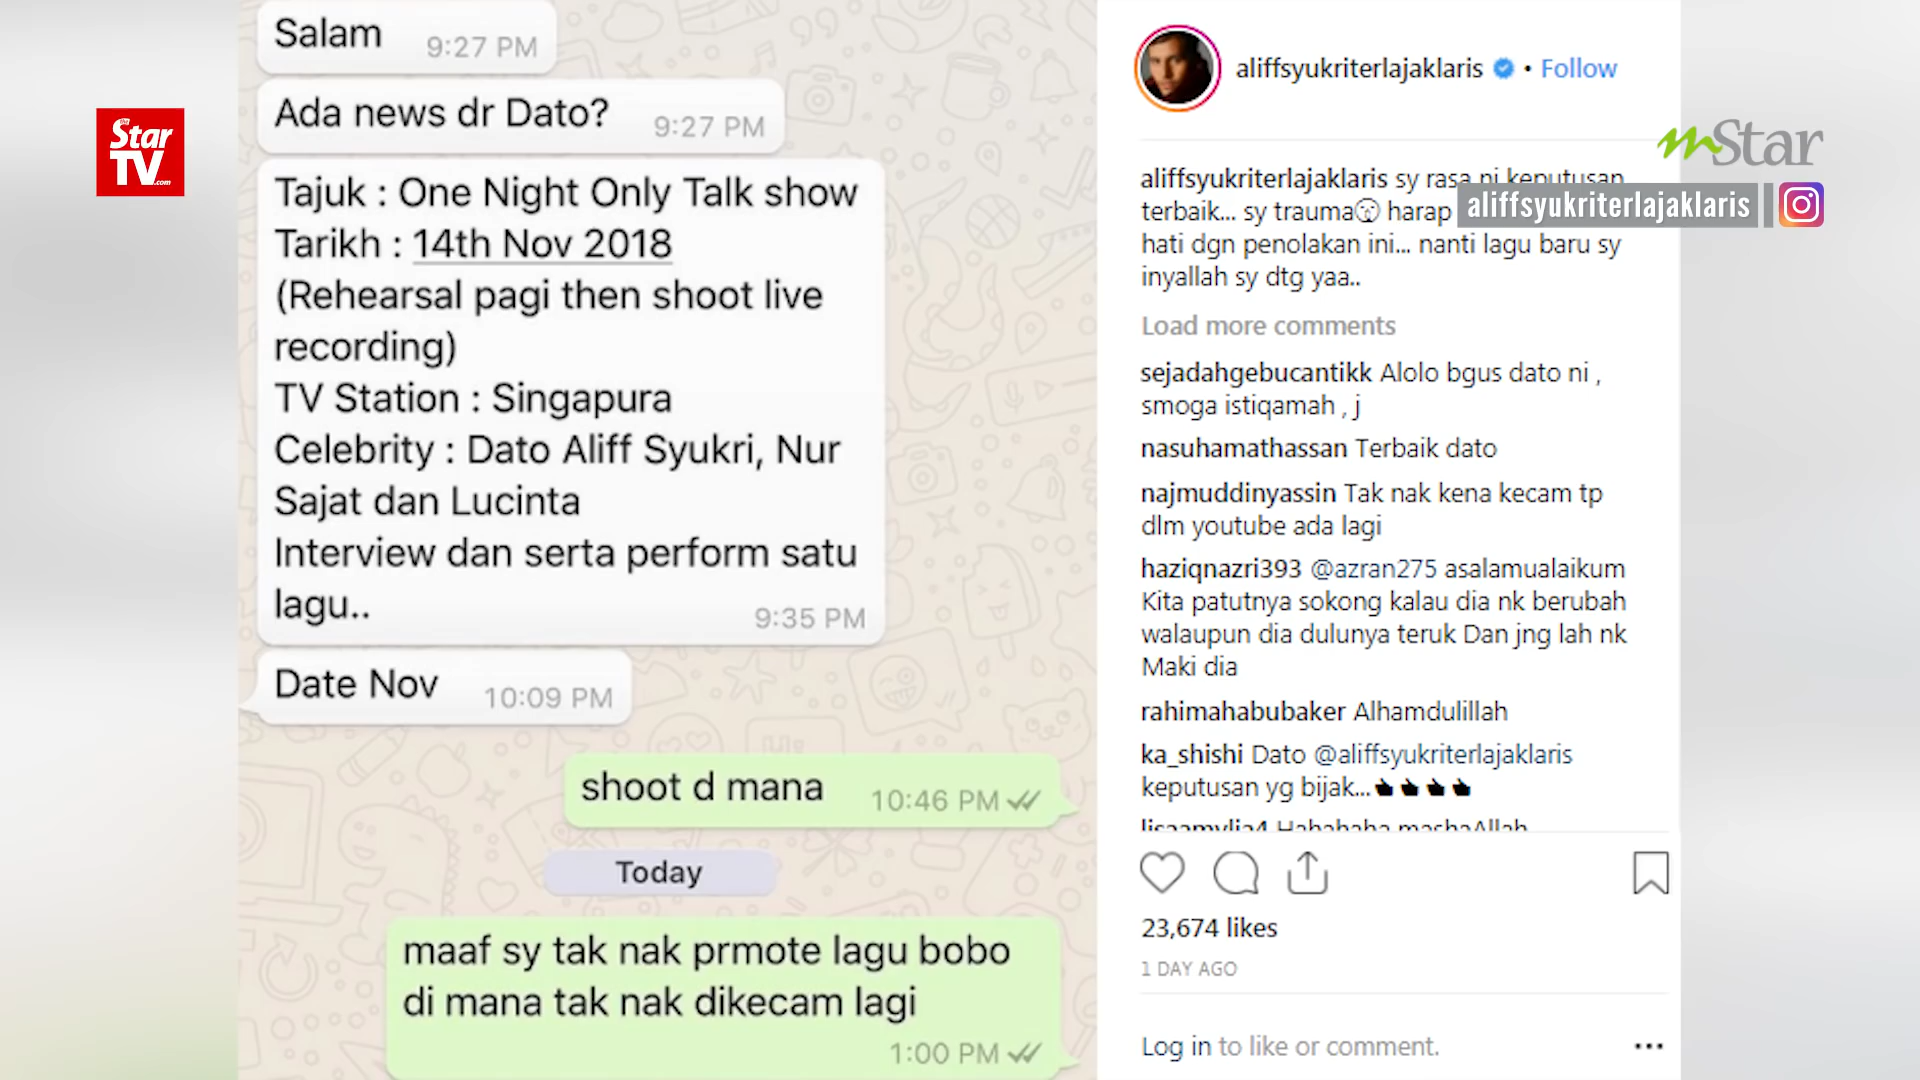 Salam 9:27 PM
Ada news dr Dato? 9:27 PM
Tajuk : One Night Only Talk show
Tarikh : 14th Nov 2018
(Rehearsal pagi then shoot live
recording)
TV Station : Singapura
Celebrity : Dato Aliff Syukri, Nur
Sajat dan Lucinta
Interview dan serta perform satu
lagu.. 9:35 PM
Date Nov 10:09 PM
shoot d mana 10:46 PM
Today
maaf sy tak nak prmote lagu bobo
di mana tak nak dikecam lagi
1:00 PM
The Star
TV.com
aliffsyukriterlajaklaris • Follow
mStar
aliffsyukriterlajaklaris
aliffsyukriterlajaklaris sy rasa ni keputusan
terbaik... sy trauma harap
hati dgn penolakan ini... nanti lagu baru sy
inyallah sy dtg yaa..
Load more comments
sejadahgebucantikk Alolo bgus dato ni ,
smoga istiqamah , j
nasuhamathassan Terbaik dato
najmuddinyassin Tak nak kena kecam tp
dlm youtube ada lagi
haziqnazri393 @azran275 asalamualaikum
Kita patutnya sokong kalau dia nk berubah
walaupun dia dulunya teruk Dan jng lah nk
Maki dia
rahimahabubaker Alhamdulillah
ka_shishi Dato @aliffsyukriterlajaklaris
keputusan yg bijak...
lisaamylia4 Hahahaha mashaAllah
23,674 likes
1 DAY AGO
Log in to like or comment.